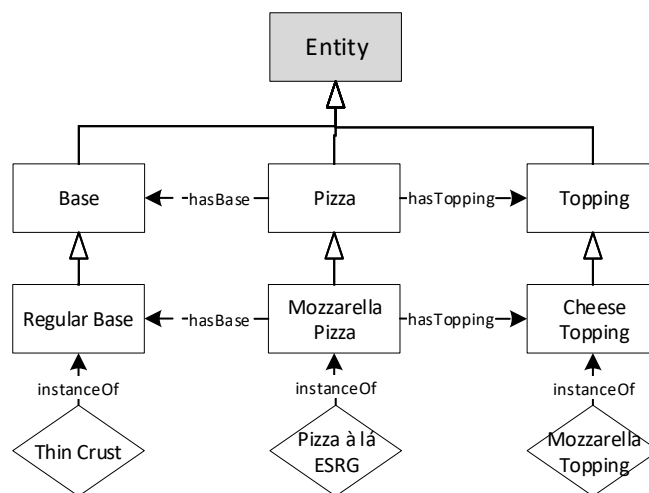 Entity
Base
hasBase
Pizza
hasTopping
Topping
Regular Base
hasBase
Mozzarella
Pizza
hasTopping
Cheese
Topping
instanceOf
instanceOf
instanceOf
Thin Crust
Pizza à lá
ESRG
Mozzarella
Topping